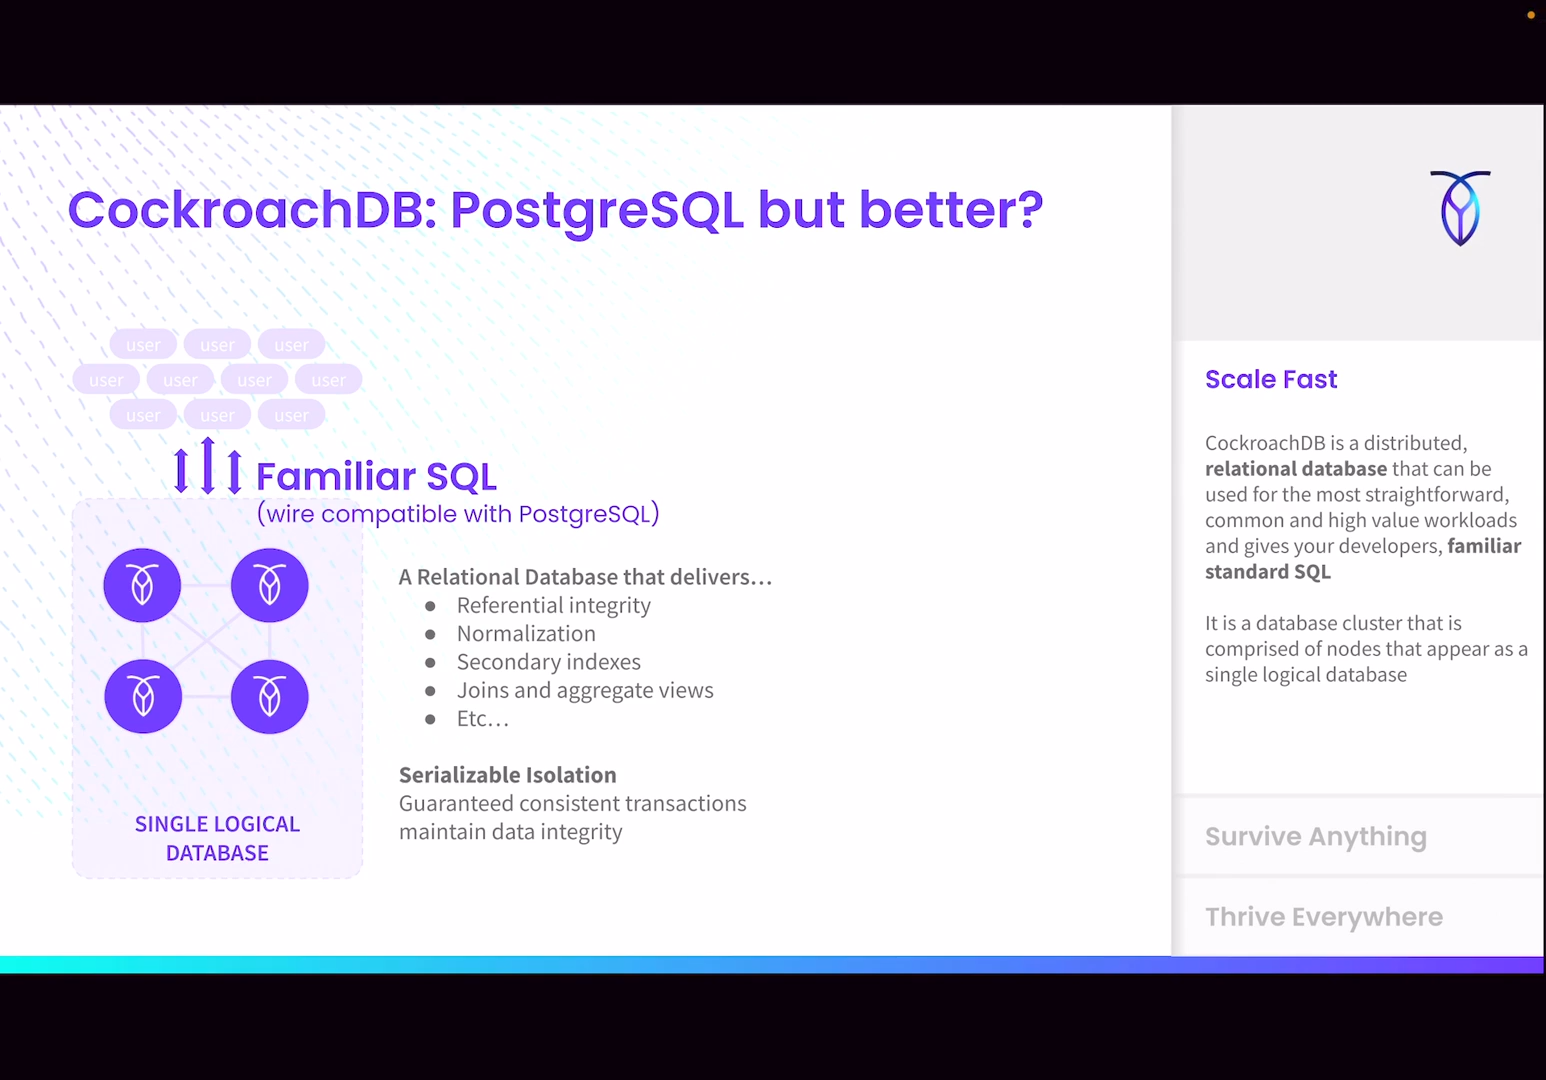 CockroachDB: PostgreSQL but better?
user user user
user user user user
user user user
Familiar SQL
(wire compatible with PostgreSQL)
SINGLE LOGICAL
DATABASE
A Relational Database that delivers…
● Referential integrity
● Normalization
● Secondary indexes
● Joins and aggregate views
● Etc…
Serializable Isolation
Guaranteed consistent transactions
maintain data integrity
Scale Fast
CockroachDB is a distributed,
relational database that can be
used for the most straightforward,
common and high value workloads
and gives your developers, familiar
standard SQL
It is a database cluster that is
comprised of nodes that appear as a
single logical database
Survive Anything
Thrive Everywhere